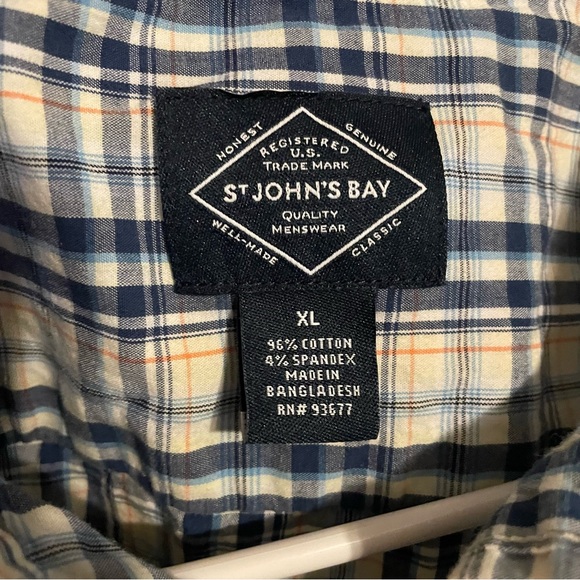 HONEST
GENUINE
REGISTERED
U.S.
TRADE MARK
ST JOHN'S BAY
QUALITY
MENSWEAR
WELL-MADE
CLASSIC
XL
96% COTTON
4% SPANDEX
MADE IN
BANGLADESH
RN# 93677